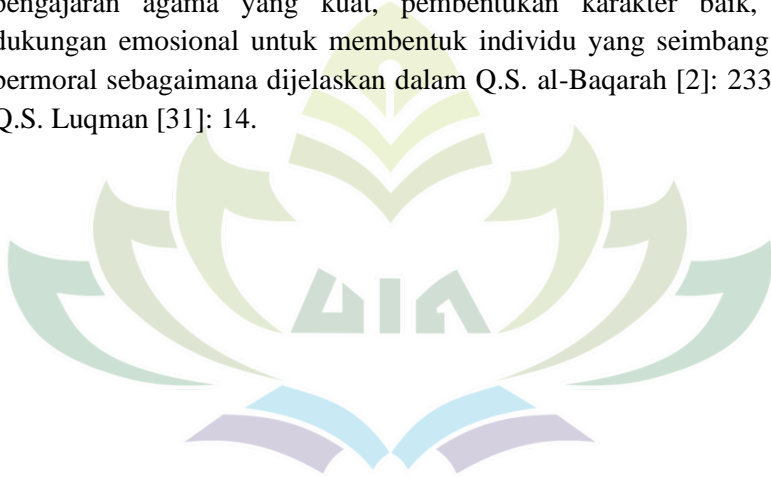 pengajaran agama yang kuat, pembentukan karakter baik,
dukungan emosional untuk membentuk individu yang seimbang
bermoral sebagaimana dijelaskan dalam Q.S. al-Baqarah [2]: 233
Q.S. Luqman [31]: 14.
UIN